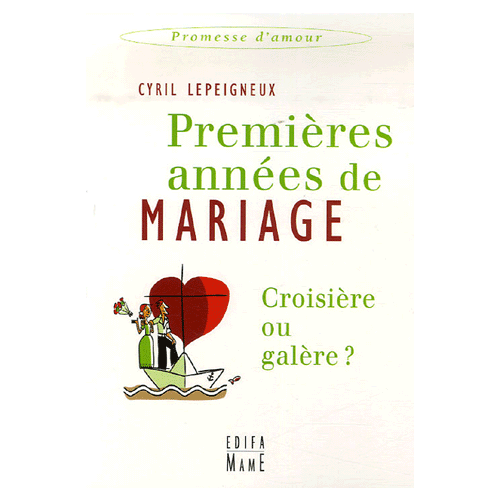 Promesse d'amour
CYRIL LEPEIGNEUX
Premières
années de
MARIAGE
Croisière
ou
galère ?
EDIFA
MAME